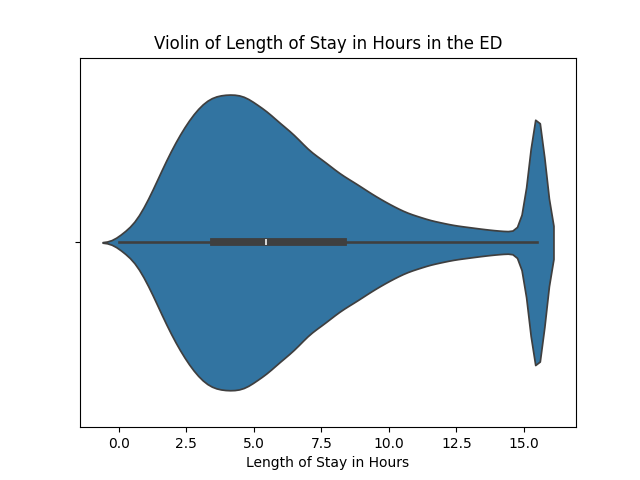 Violin of Length of Stay in Hours in the ED
0.0 2.5 5.0 7.5 10.0 12.5 15.0
Length of Stay in Hours